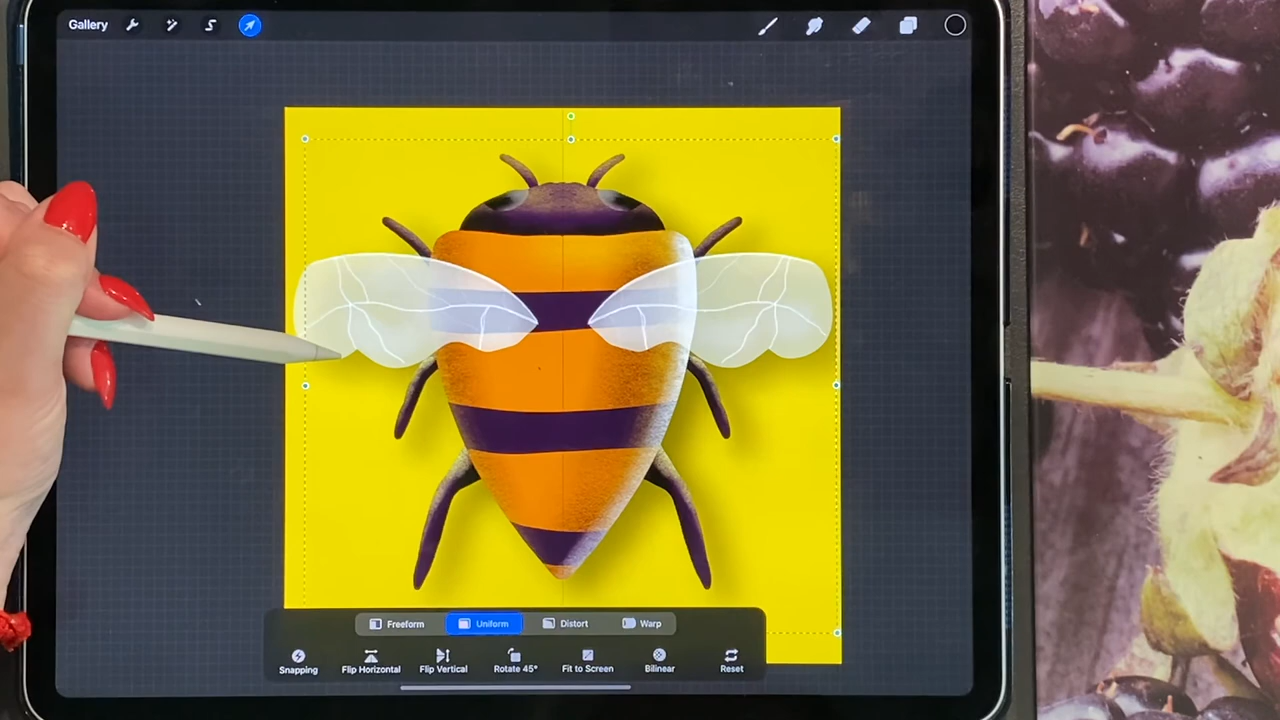 Gallery
Freeform Uniform Distort Warp
Snapping Flip Horizontal Flip Vertical Rotate 45° Fit to Screen Bilinear Reset